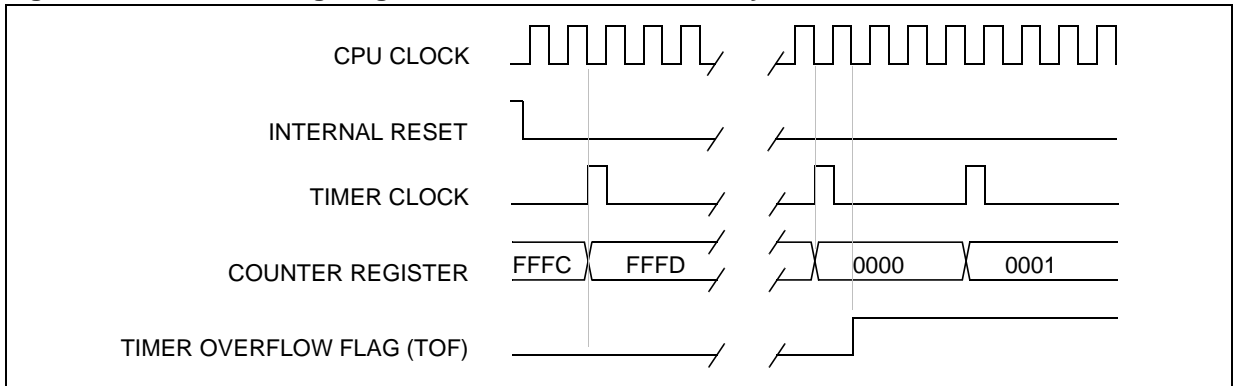 CPU CLOCK
INTERNAL RESET
TIMER CLOCK
COUNTER REGISTER FFFC FFFD 0000 0001
TIMER OVERFLOW FLAG (TOF)